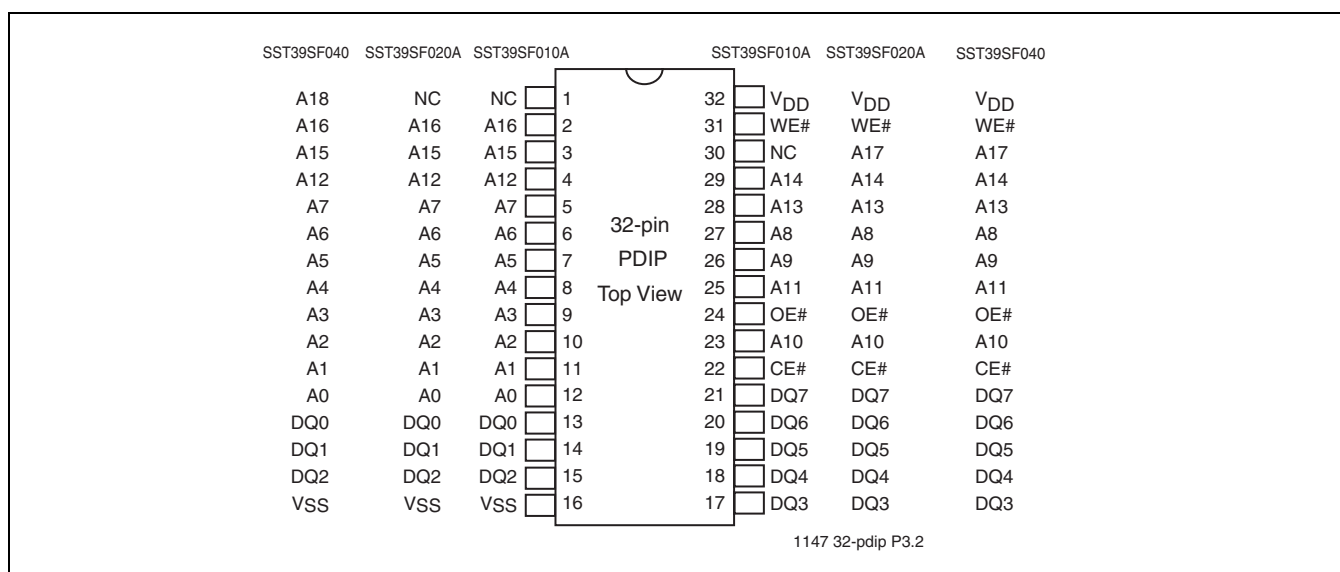 SST39SF040 SST39SF020A SST39SF010A SST39SF010A SST39SF020A SST39SF040
A18 NC NC 1 32 VDD VDD VDD
A16 A16 A16 2 31 WE# WE# WE#
A15 A15 A15 3 30 NC A17 A17
A12 A12 A12 4 29 A14 A14 A14
A7 A7 A7 5 28 A13 A13 A13
A6 A6 A6 6 32-pin 27 A8 A8 A8
A5 A5 A5 7 PDIP 26 A9 A9 A9
A4 A4 A4 8 Top View 25 A11 A11 A11
A3 A3 A3 9 24 OE# OE# OE#
A2 A2 A2 10 23 A10 A10 A10
A1 A1 A1 11 22 CE# CE# CE#
A0 A0 A0 12 21 DQ7 DQ7 DQ7
DQ0 DQ0 DQ0 13 20 DQ6 DQ6 DQ6
DQ1 DQ1 DQ1 14 19 DQ5 DQ5 DQ5
DQ2 DQ2 DQ2 15 18 DQ4 DQ4 DQ4
VSS VSS VSS 16 17 DQ3 DQ3 DQ3
1147 32-pdip P3.2